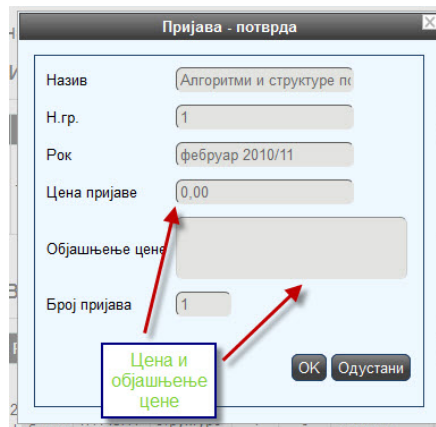 Пријава - потврда
Назив
Алгоритми и структуре по
Н.гр.
1
Рок
фебруар 2010/11
Цена пријаве
0,00
Објашњење цене
Број пријава
1
Цена и
објашњење
цене
OK Одустани